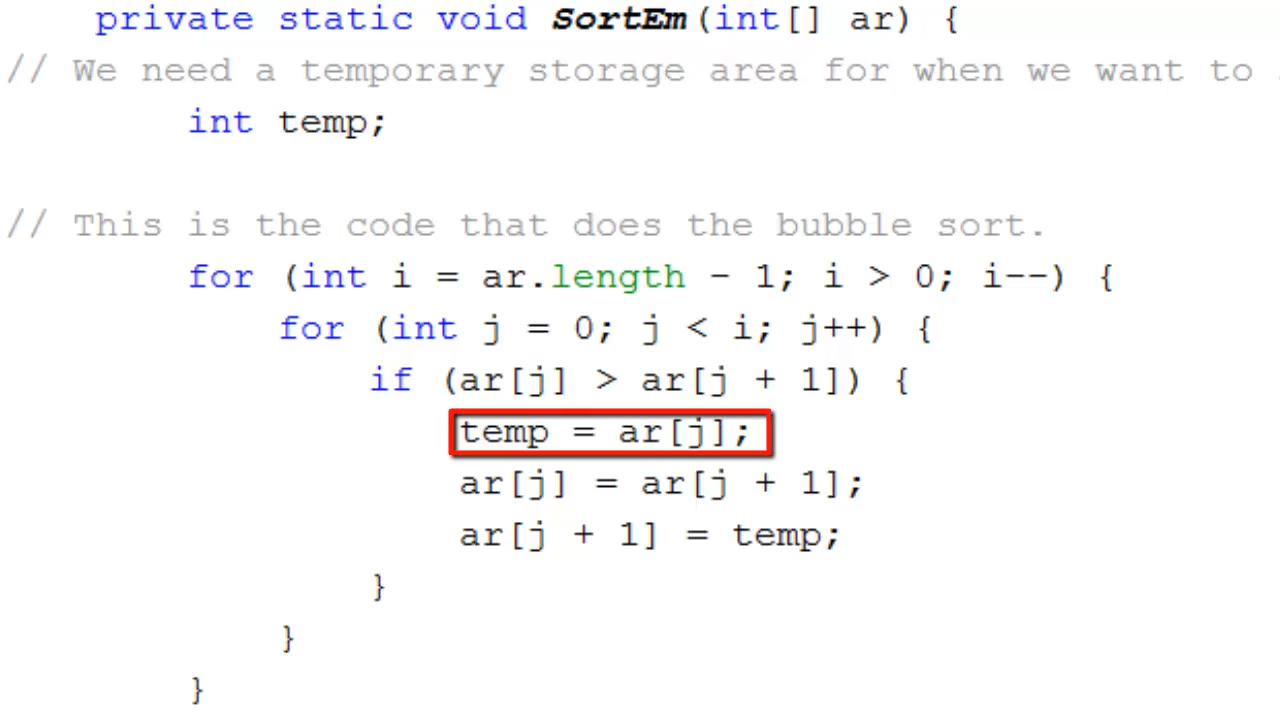 private static void SortEm(int[] ar) {
// We need a temporary storage area for when we want to
int temp;
// This is the code that does the bubble sort.
for (int i = ar.length - 1; i > 0; i--) {
for (int j = 0; j < i; j++) {
if (ar[j] > ar[j + 1]) {
temp = ar[j];
ar[j] = ar[j + 1];
ar[j + 1] = temp;
}
}
}